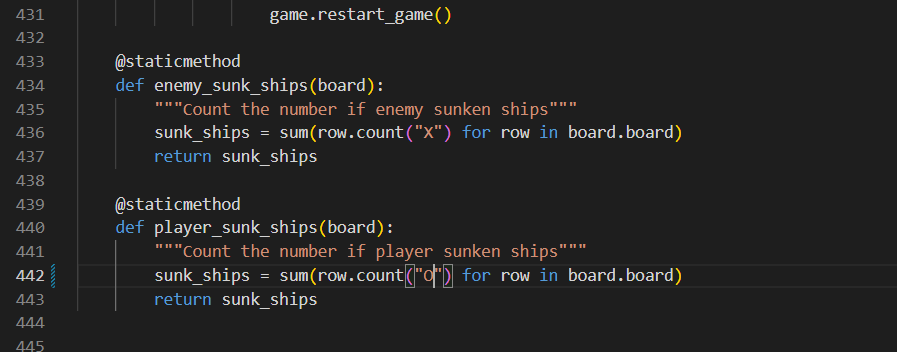 431 game.restart_game()
432
433 @staticmethod
434 def enemy_sunk_ships(board):
435 """Count the number if enemy sunken ships"""
436 sunk_ships = sum(row.count("X") for row in board.board)
437 return sunk_ships
438
439 @staticmethod
440 def player_sunk_ships(board):
441 """Count the number if player sunken ships"""
442 sunk_ships = sum(row.count("O") for row in board.board)
443 return sunk_ships
444
445